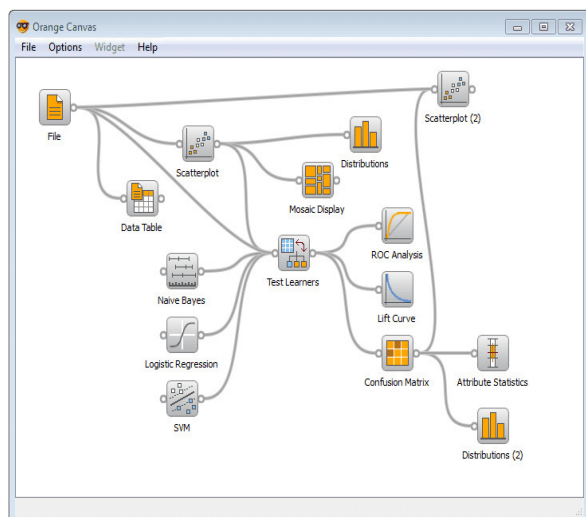 Orange Canvas
File Options Widget Help
File
Scatterplot
Scatterplot (2)
Distributions
Mosaic Display
Data Table
ROC Analysis
Test Learners
Naive Bayes
Lift Curve
Logistic Regression
Confusion Matrix
Attribute Statistics
SVM
Distributions (2)